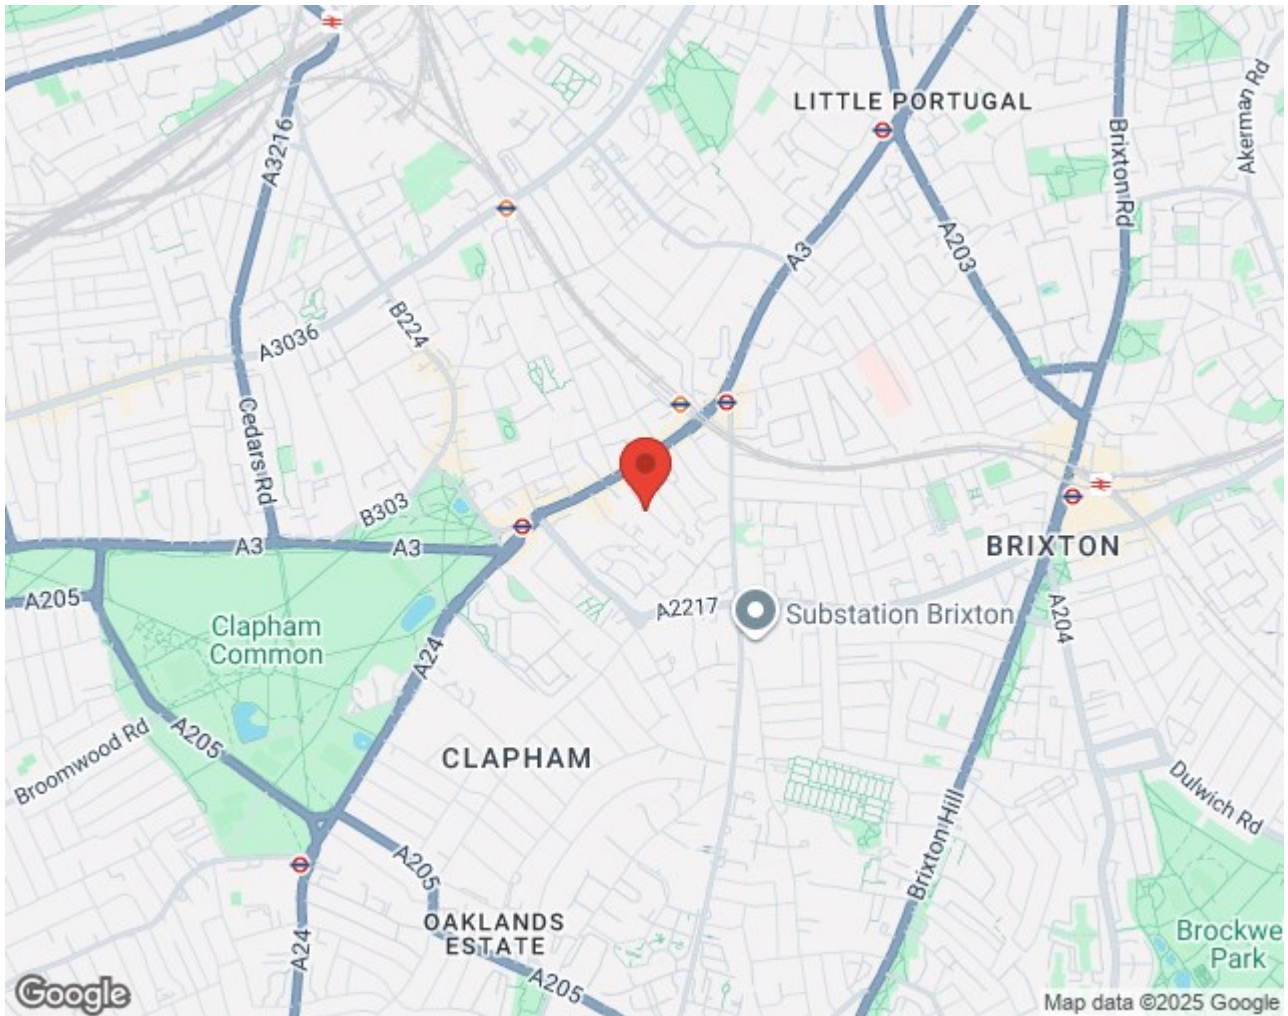 LITTLE PORTUGAL
Akerman Rd
A3216
Brixton Rd
A3
A203
B224
A3036
Cedars Rd
B303
A3
A3
BRIXTON
A205
A2217
Substation Brixton
A204
Clapham
Common
A24
A205
Broomwood Rd
CLAPHAM
Dulwich Rd
Brixton Hill
A205
OAKLANDS
ESTATE
A24
A205
Brockwe
Park
Google
Map data ©2025 Google